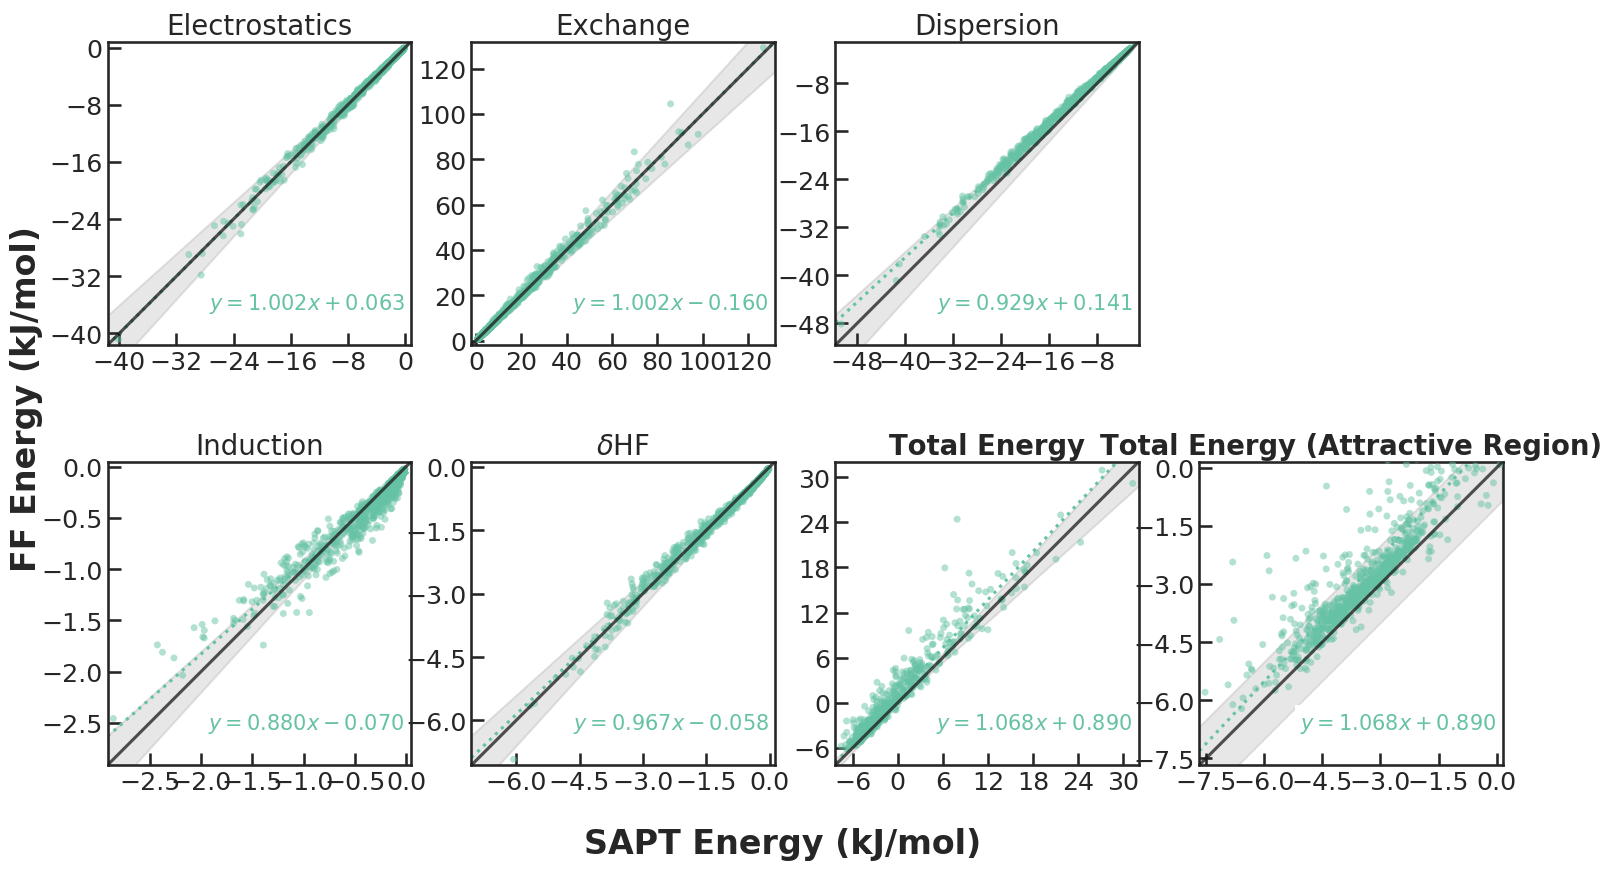 Electrostatics
Exchange
Dispersion
0
−8
−16
−24
−32
−40
120
100
80
60
40
20
0
−8
−16
−24
−32
−40
−48
y = 1.002x + 0.063
y = 1.002x − 0.160
y = 0.929x + 0.141
−40 −32 −24 −16 −8 0
0 20 40 60 80 100 120
−48 −40 −32 −24 −16 −8
FF Energy (kJ/mol)
Induction
δHF
Total Energy
Total Energy (Attractive Region)
0.0
−0.5
−1.0
−1.5
−2.0
−2.5
0.0
−1.5
−3.0
−4.5
−6.0
30
24
18
12
6
0
−6
0.0
−1.5
−3.0
−4.5
−6.0
−7.5
y = 0.880x − 0.070
y = 0.967x − 0.058
y = 1.068x + 0.890
y = 1.068x + 0.890
−2.5 −2.0 −1.5 −1.0 −0.5 0.0
−6.0 −4.5 −3.0 −1.5 0.0
−6 0 6 12 18 24 30
−7.5 −6.0 −4.5 −3.0 −1.5 0.0
SAPT Energy (kJ/mol)